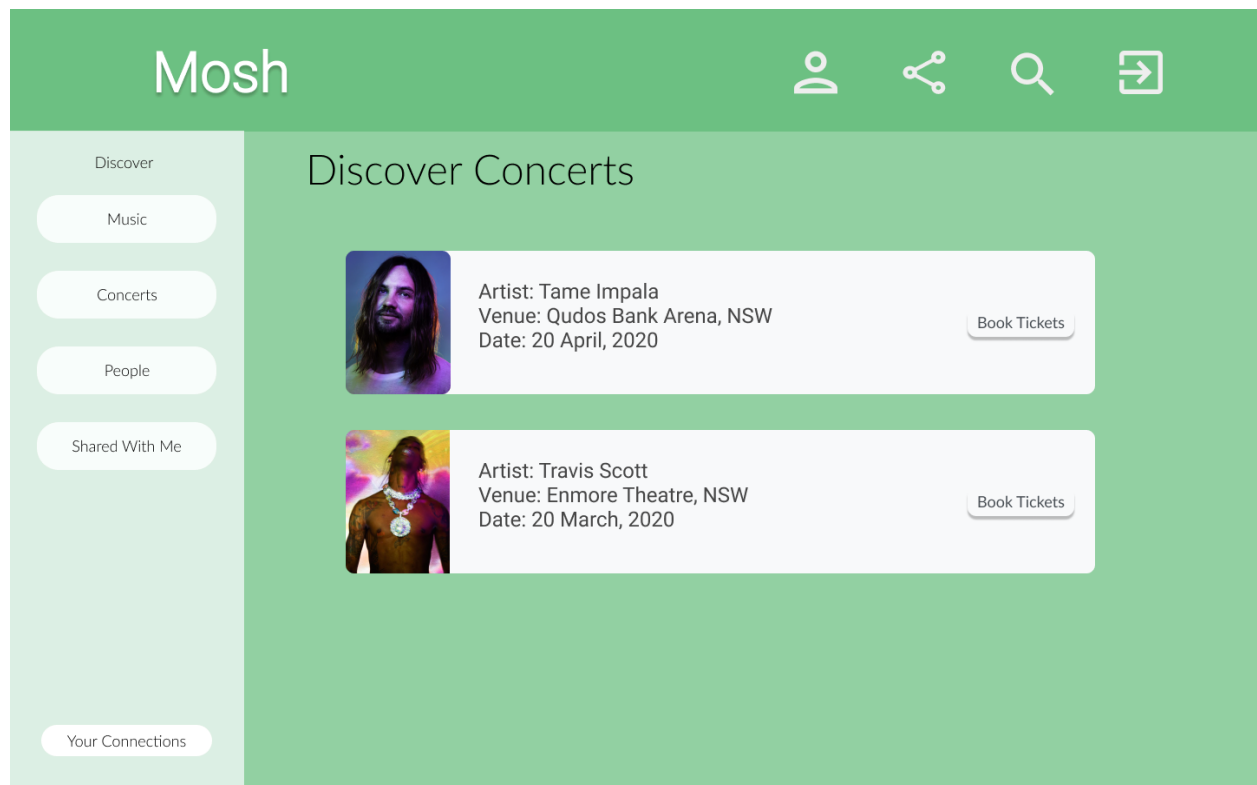 Mosh
Discover
Music
Concerts
People
Shared With Me
Your Connections
Discover Concerts
Artist: Tame Impala
Venue: Qudos Bank Arena, NSW
Date: 20 April, 2020
Book Tickets
Artist: Travis Scott
Venue: Enmore Theatre, NSW
Date: 20 March, 2020
Book Tickets